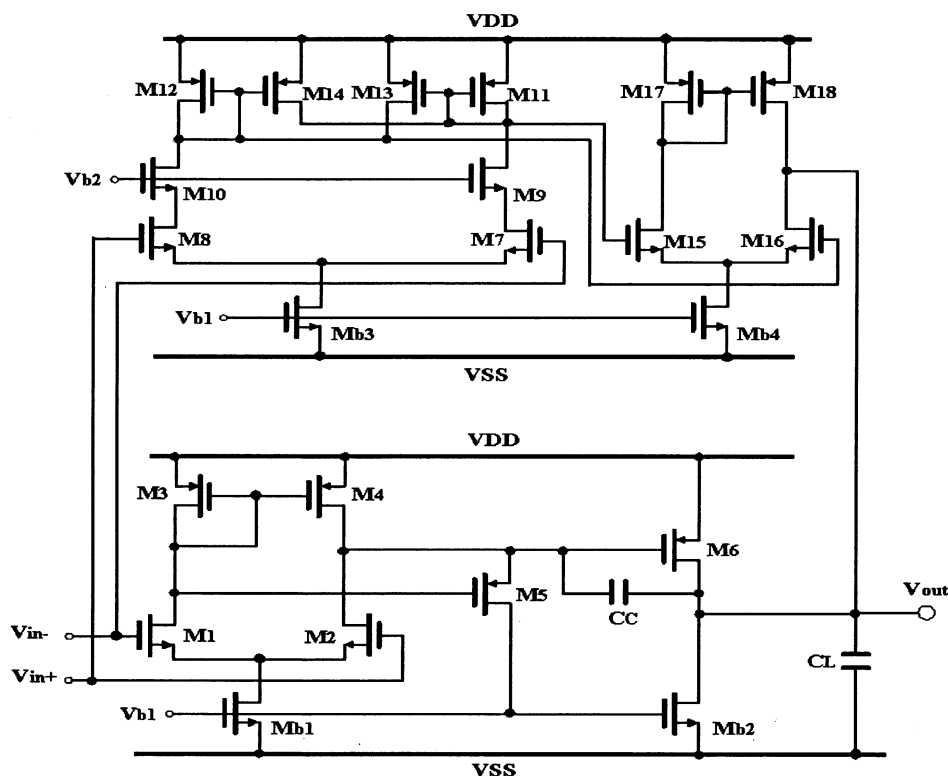 VDD
M12
M14
M13
M11
M17
M18
Vb2
M10
M9
M8
M7
M15
M16
Vb1
Mb3
Mb4
VSS
VDD
M3
M4
M6
M5
CC
Vout
Vin-
M1
M2
CL
Vin+
Vb1
Mb1
Mb2
VSS